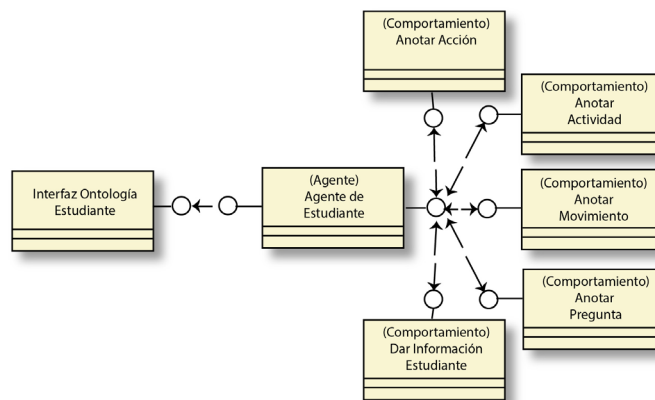 (Comportamiento)
Anotar Acción
(Comportamiento)
Anotar
Actividad
Interfaz Ontología
Estudiante
(Agente)
Agente de
Estudiante
(Comportamiento)
Anotar
Movimiento
(Comportamiento)
Anotar
Pregunta
(Comportamiento)
Dar Información
Estudiante